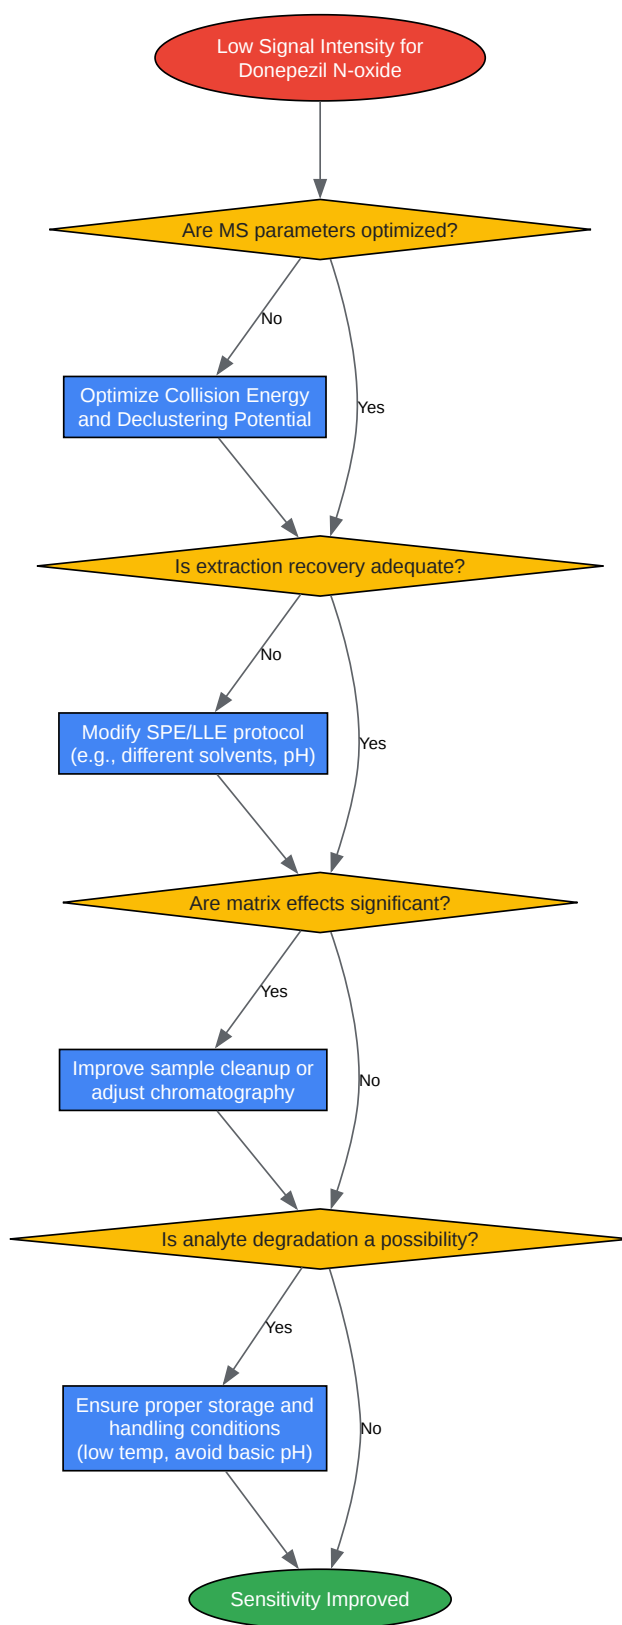 Low Signal Intensity for
Donepezil N-oxide
Are MS parameters optimized?
No
Optimize Collision Energy
and Declustering Potential
Yes
Is extraction recovery adequate?
No
Modify SPE/LLE protocol
(e.g., different solvents, pH)
Yes
Are matrix effects significant?
Yes
Improve sample cleanup or
adjust chromatography
No
Is analyte degradation a possibility?
Yes
Ensure proper storage and
handling conditions
(low temp, avoid basic pH)
No
Sensitivity Improved